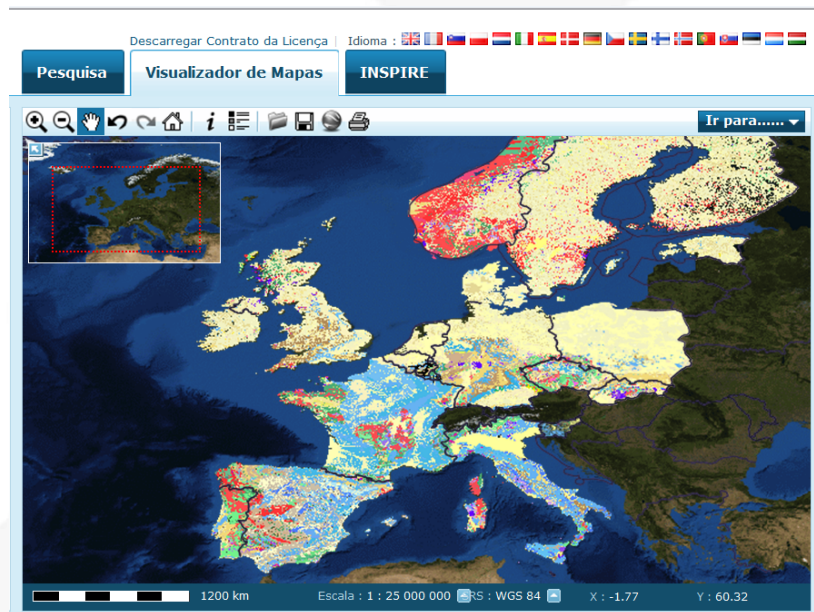 Descarregar Contrato da Licença | Idioma :
Pesquisa Visualizador de Mapas INSPIRE
i Ir para......
1200 km Escala : 1 : 25 000 000 RS : WGS 84 X : -1.77 Y : 60.32